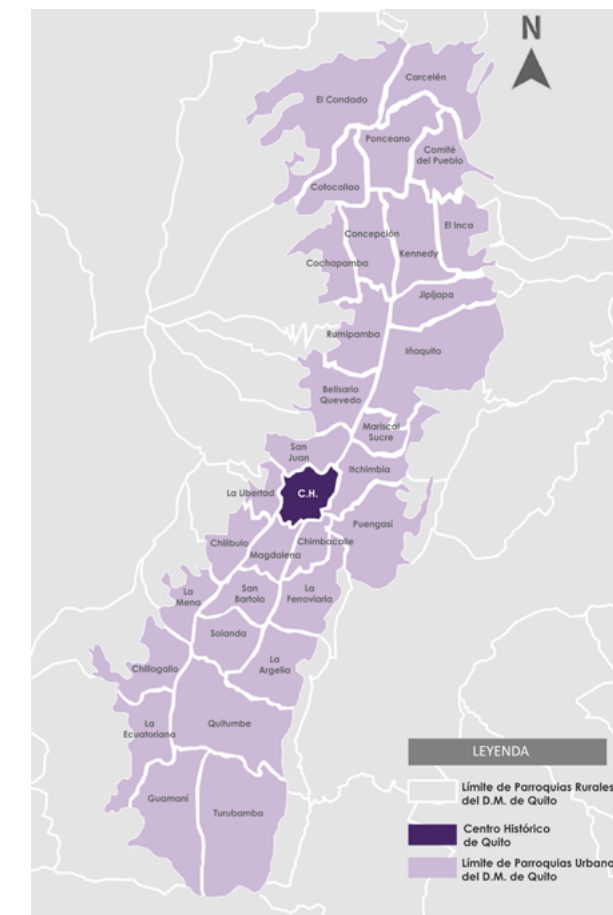 N
Carcelén
El Condado
Ponceano
Comité
del Pueblo
Cotocollao
El Inca
Concepción
Kennedy
Cochapamba
Jipijapa
Rumipamba
Iñaquito
Belisario
Quevedo
Mariscal
Sucre
San
Juan
Itchimbia
La Libertad
C.H.
Puengasí
Chilibulo
Chimbacalle
Magdalena
La
Mena
San
Bartolo
La
Ferroviaria
Solanda
La
Argelia
Chillogallo
La
Ecuatoriana
Quitumbe
Guamaní
Turubamba
LEYENDA
Límite de Parroquias Rurales
del D.M. de Quito
Centro Histórico
de Quito
Límite de Parroquias Urbana
del D.M. de Quito